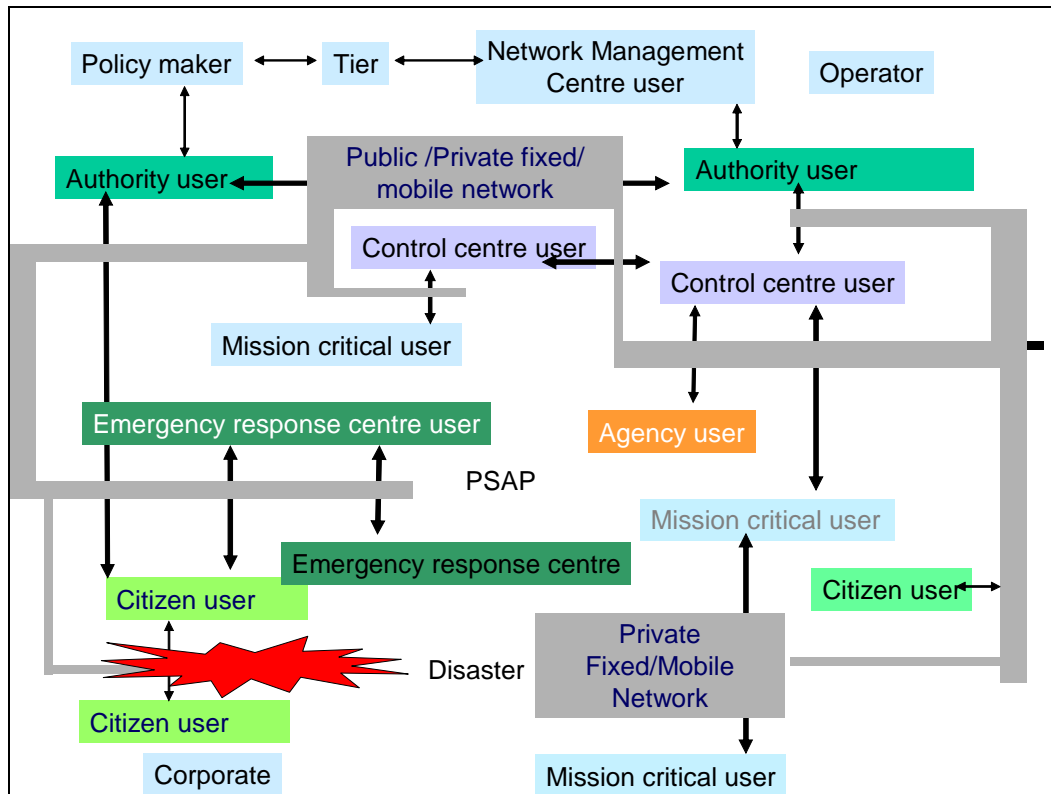 Policy maker
Tier
Network Management
Centre user
Operator
Authority user
Public /Private fixed/
mobile network
Authority user
Control centre user
Control centre user
Mission critical user
Emergency response centre user
Agency user
PSAP
Mission critical user
Emergency response centre
Citizen user
Citizen user
Private
Fixed/Mobile
Network
Disaster
Citizen user
Corporate
Mission critical user